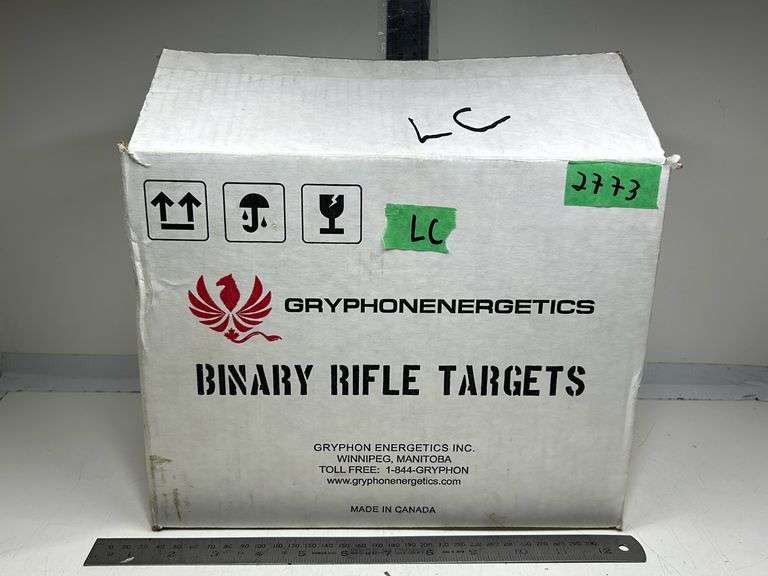 LC
2773
LC
GRYPHONENERGETICS
BINARY RIFLE TARGETS
GRYPHON ENERGETICS INC.
WINNIPEG, MANITOBA
TOLL FREE: 1-844-GRYPHON
www.gryphonenergetics.com
MADE IN CANADA